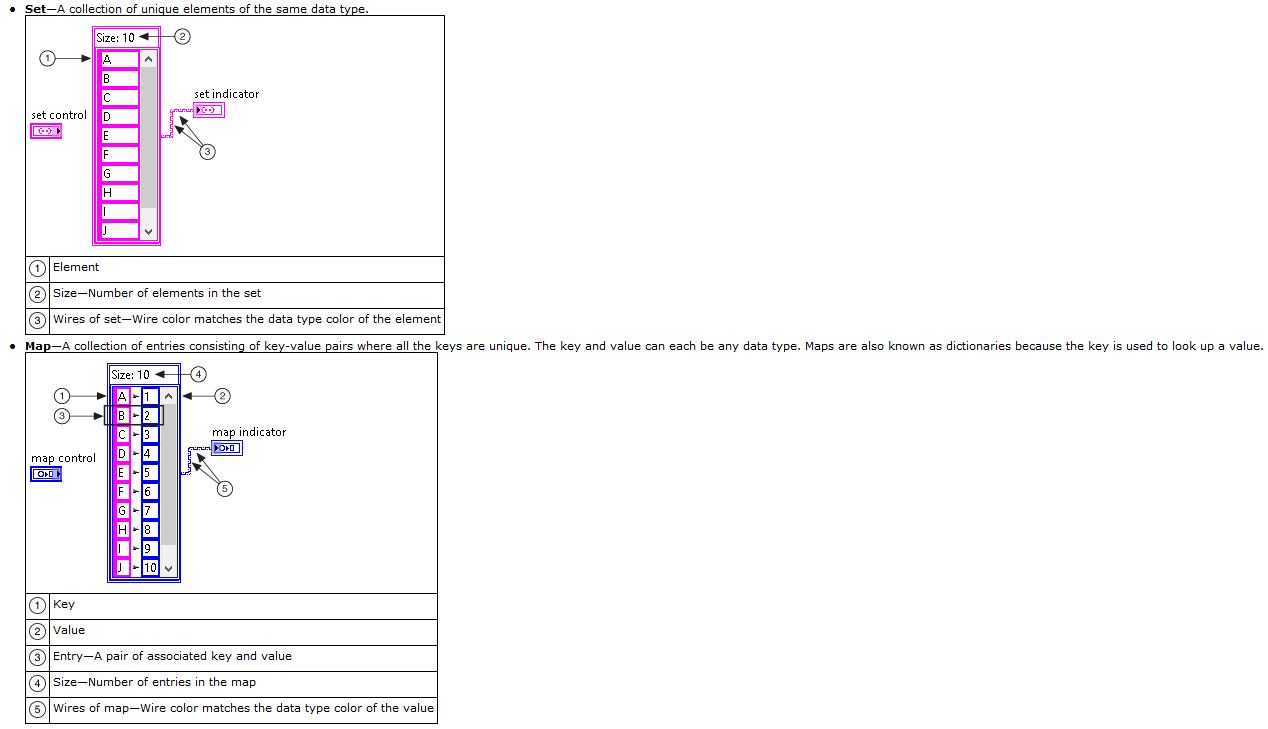 • Set—A collection of unique elements of the same data type.
Size: 10
2
1
A
B
C
D
E
F
G
H
I
J
set indicator
set control
3
1 Element
2 Size—Number of elements in the set
3 Wires of set—Wire color matches the data type color of the element
• Map—A collection of entries consisting of key-value pairs where all the keys are unique. The key and value can each be any data type. Maps are also known as dictionaries because the key is used to look up a value.
Size: 10
4
1
2
3
A 1
B 2
C 3
D 4
E 5
F 6
G 7
H 8
I 9
J 10
map indicator
map control
5
1 Key
2 Value
3 Entry—A pair of associated key and value
4 Size—Number of entries in the map
5 Wires of map—Wire color matches the data type color of the value